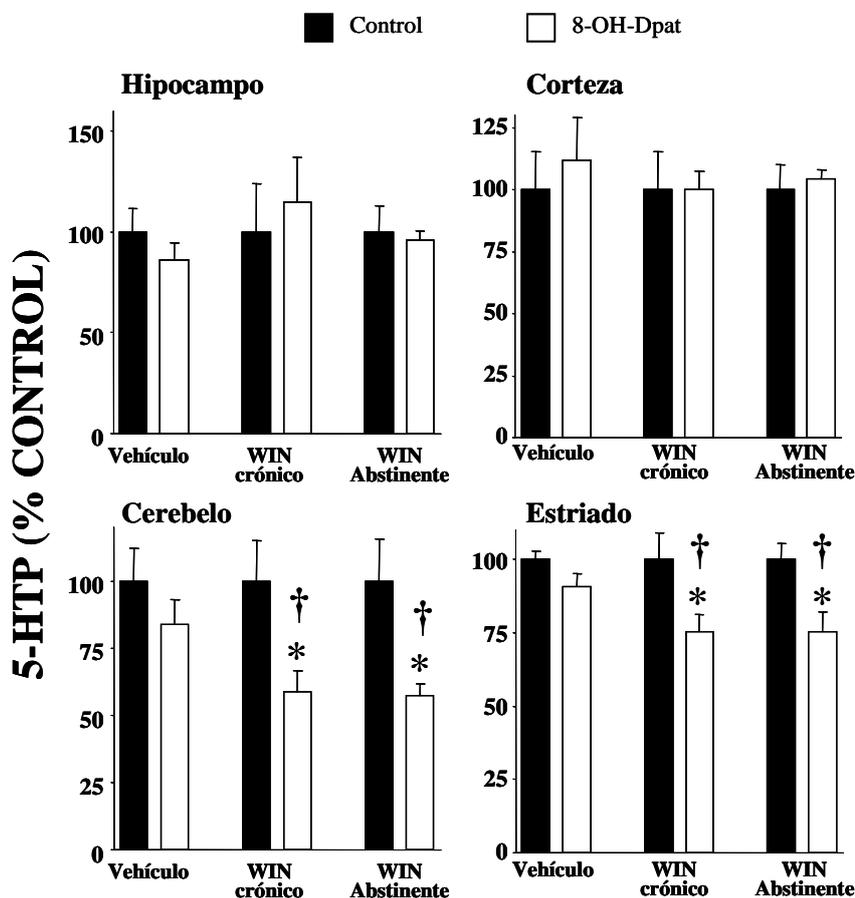 Control 8-OH-Dpat
5-HTP (% CONTROL)
Hipocampo
150
100
50
0
Vehículo WIN WIN
crónico Abstinente
Corteza
125
100
75
50
25
0
Vehículo WIN WIN
crónico Abstinente
Cerebelo
100
75
50
25
0
† †
* *
Vehículo WIN WIN
crónico Abstinente
Estriado
100
75
50
25
0
† †
* *
Vehículo WIN WIN
crónico Abstinente